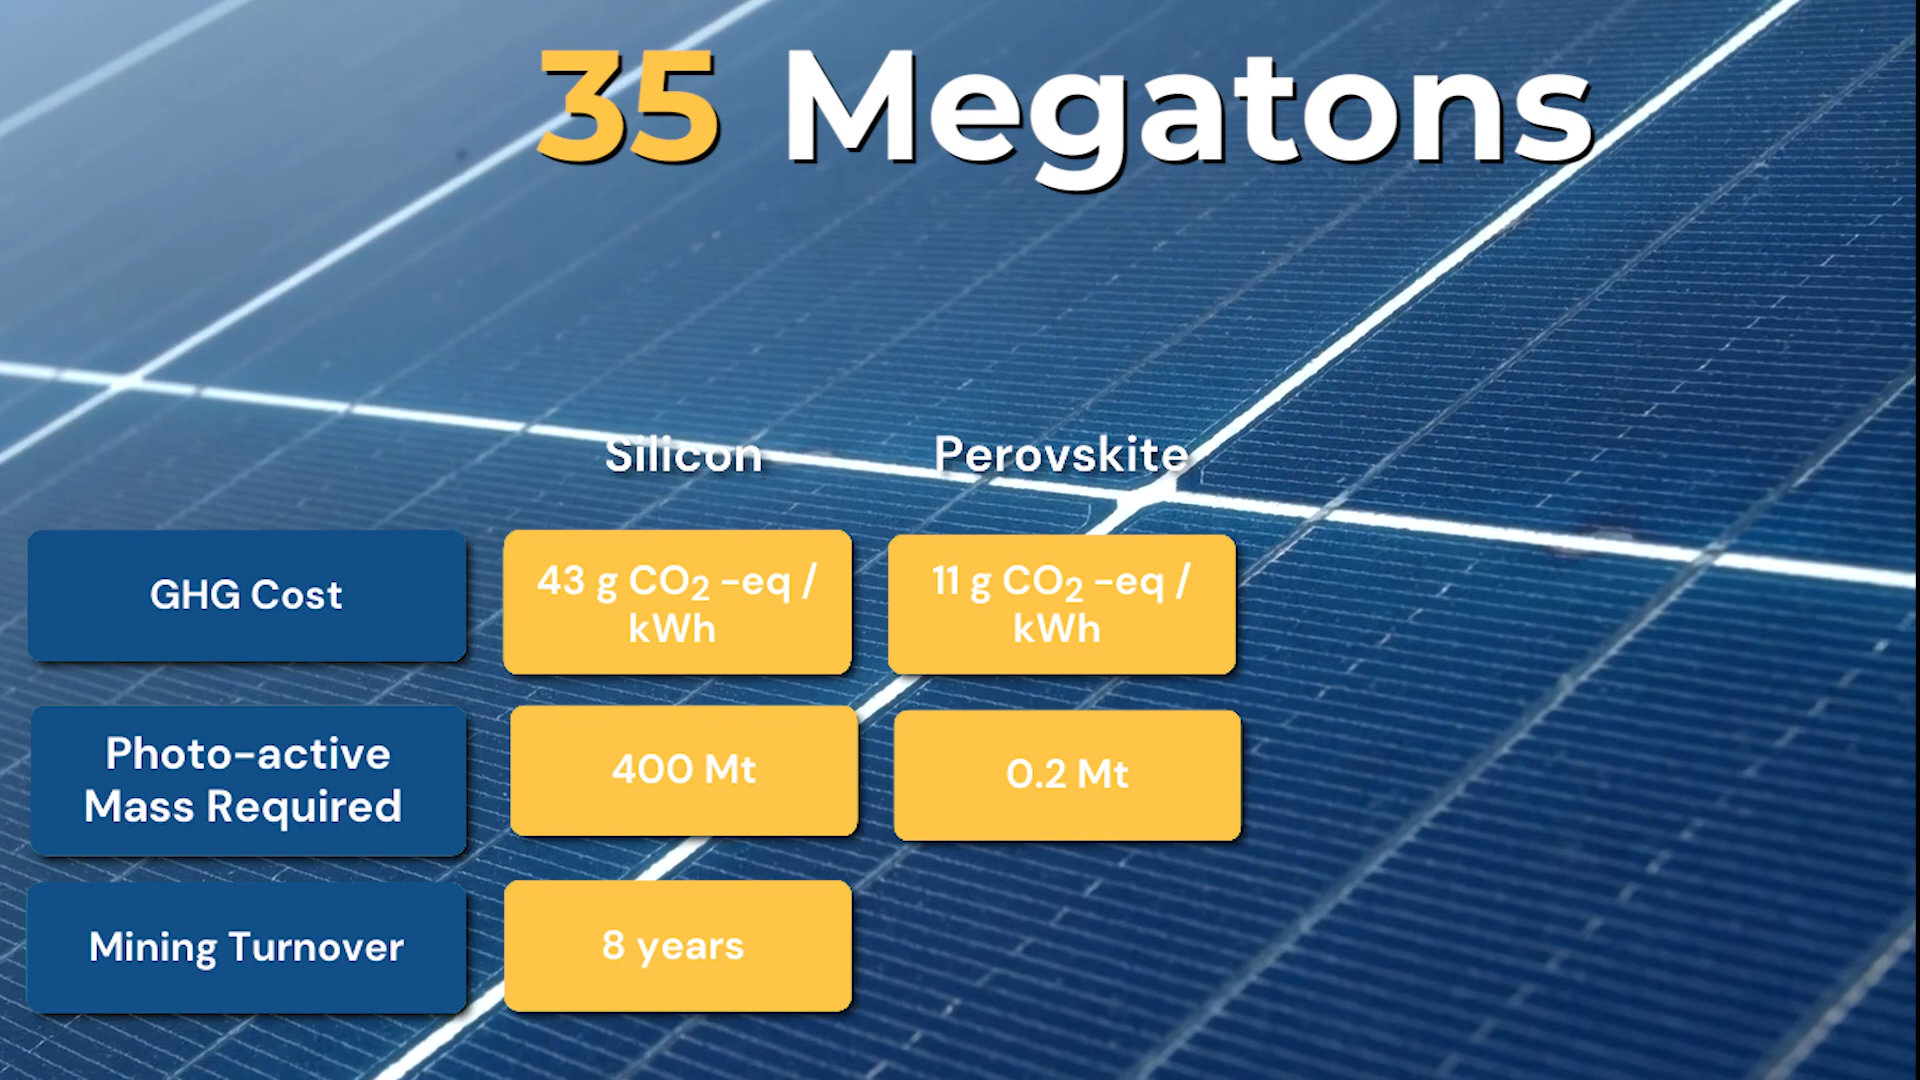 35 Megatons
Silicon Perovskite
GHG Cost
43 g CO₂ -eq /
kWh
11 g CO₂ -eq /
kWh
Photo-active
Mass Required
400 Mt
0.2 Mt
Mining Turnover
8 years